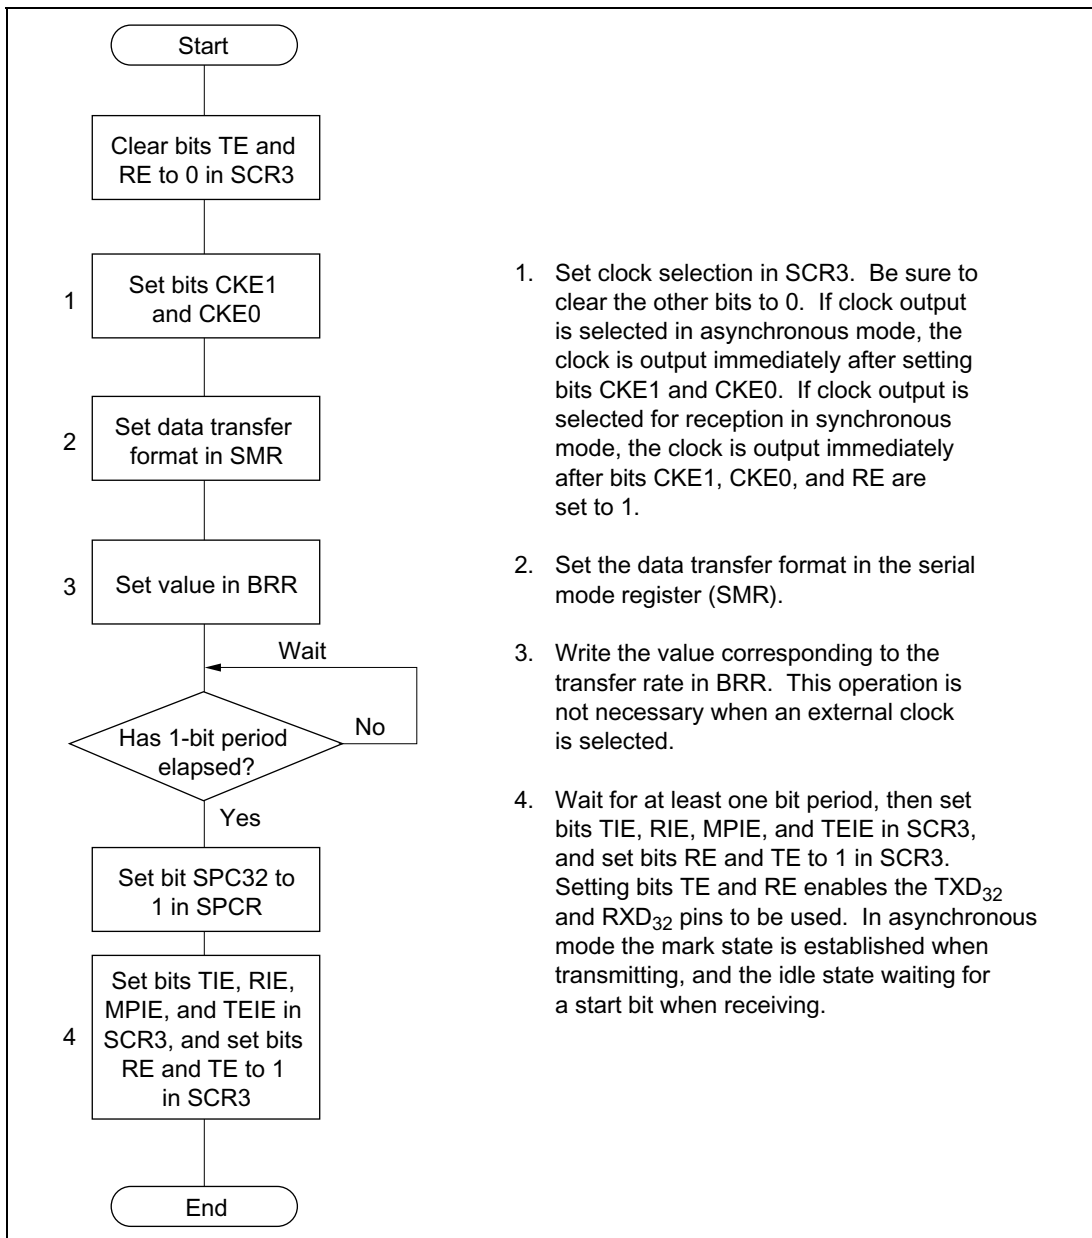 Start
Clear bits TE and
RE to 0 in SCR3
1
Set bits CKE1
and CKE0
2
Set data transfer
format in SMR
3
Set value in BRR
Wait
Has 1-bit period
elapsed?
No
Yes
Set bit SPC32 to
1 in SPCR
4
Set bits TIE, RIE,
MPIE, and TEIE in
SCR3, and set bits
RE and TE to 1
in SCR3
End
1. Set clock selection in SCR3. Be sure to
clear the other bits to 0. If clock output
is selected in asynchronous mode, the
clock is output immediately after setting
bits CKE1 and CKE0. If clock output is
selected for reception in synchronous
mode, the clock is output immediately
after bits CKE1, CKE0, and RE are
set to 1.
2. Set the data transfer format in the serial
mode register (SMR).
3. Write the value corresponding to the
transfer rate in BRR. This operation is
not necessary when an external clock
is selected.
4. Wait for at least one bit period, then set
bits TIE, RIE, MPIE, and TEIE in SCR3,
and set bits RE and TE to 1 in SCR3.
Setting bits TE and RE enables the TXD32
and RXD32 pins to be used. In asynchronous
mode the mark state is established when
transmitting, and the idle state waiting for
a start bit when receiving.